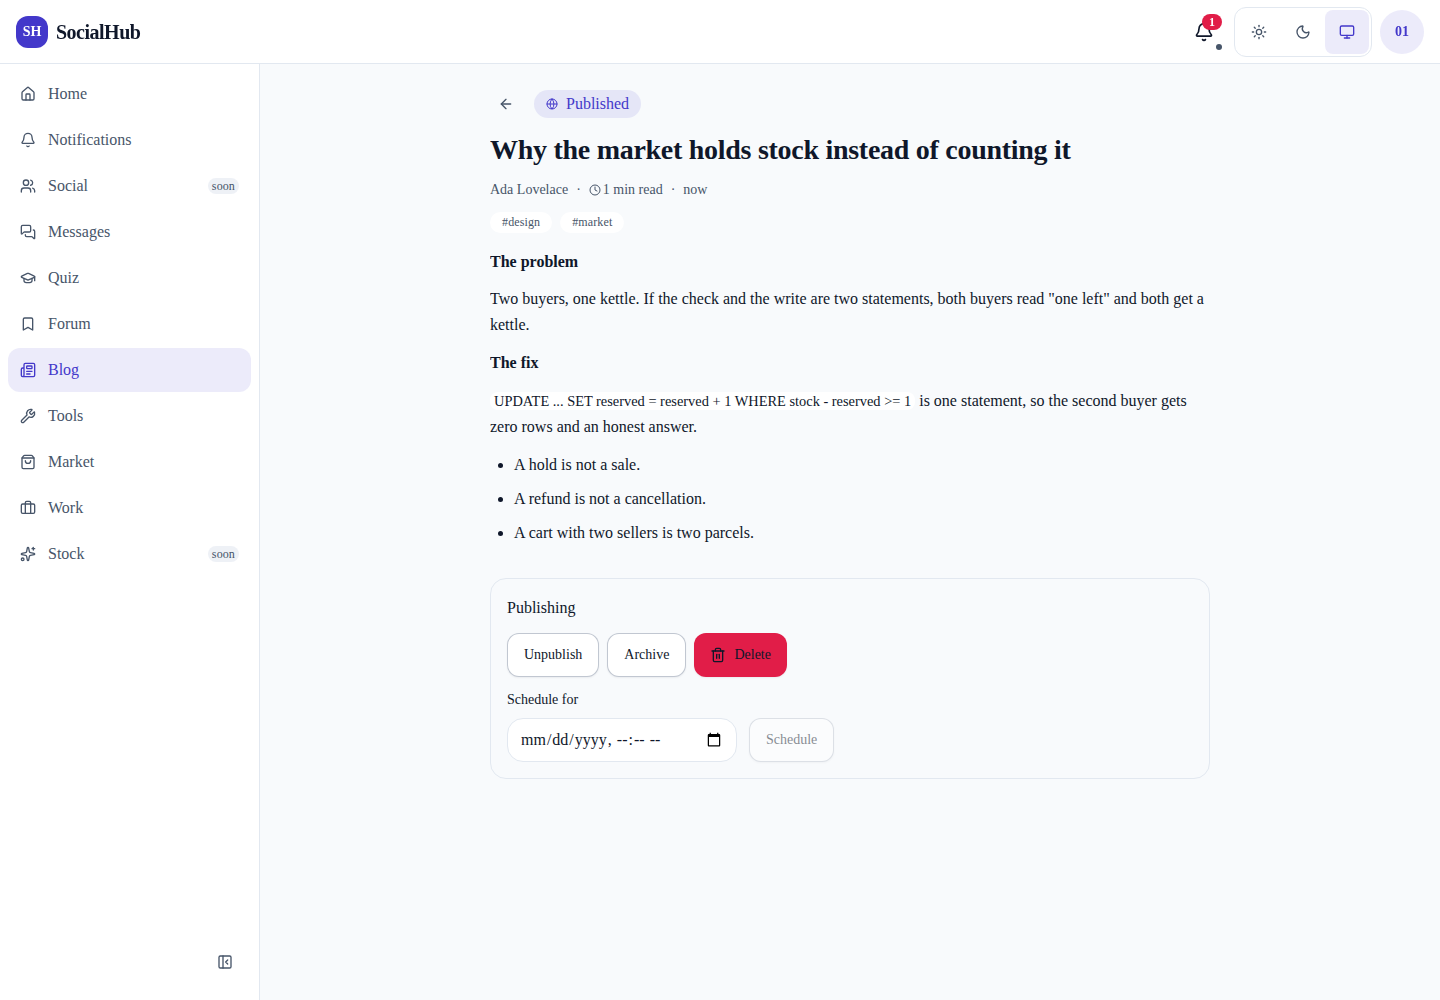 SH SocialHub
1
01
Home
Notifications
Social soon
Messages
Quiz
Forum
Blog
Tools
Market
Work
Stock soon
Published
Why the market holds stock instead of counting it
Ada Lovelace · 1 min read · now
#design #market
The problem
Two buyers, one kettle. If the check and the write are two statements, both buyers read "one left" and both get a
kettle.
The fix
UPDATE ... SET reserved = reserved + 1 WHERE stock - reserved >= 1 is one statement, so the second buyer gets
zero rows and an honest answer.
• A hold is not a sale.
• A refund is not a cancellation.
• A cart with two sellers is two parcels.
Publishing
Unpublish Archive Delete
Schedule for
mm/dd/yyyy, --:-- -- Schedule